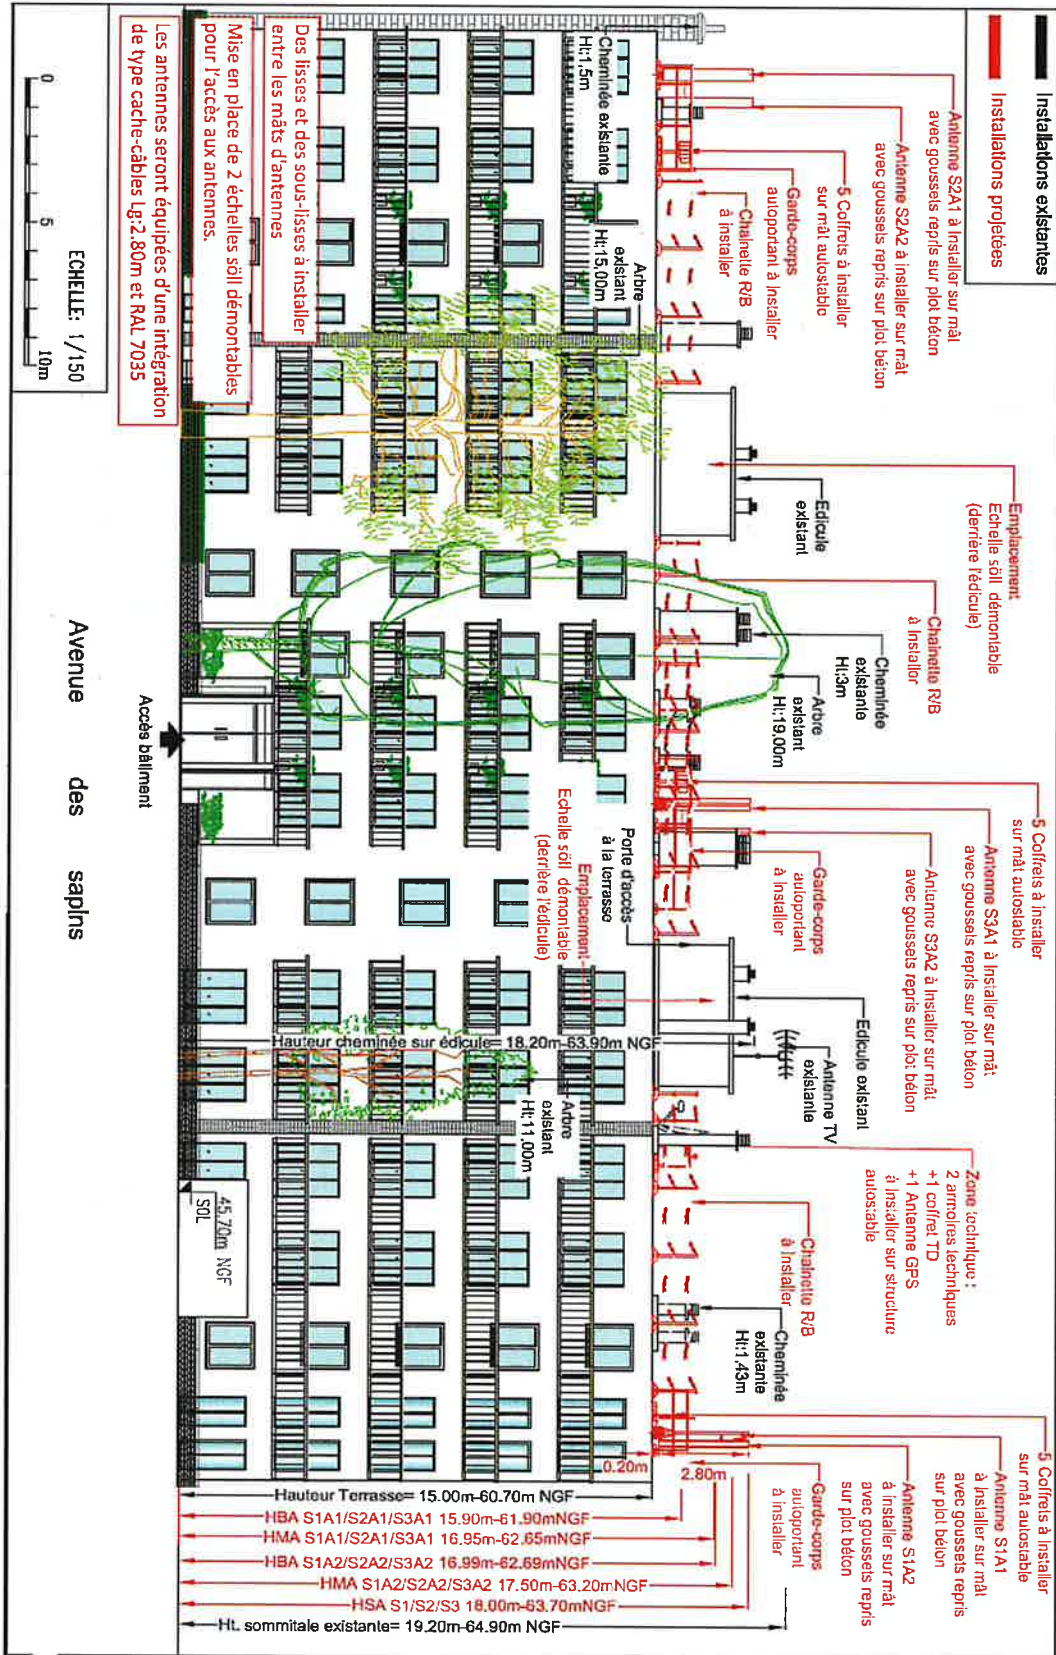 Installations existantes
Installations projetées
Antenne S2A1 à Installer sur mât
avec goussets repris sur plot béton
Antenne S2A2 à installer sur mât
avec goussets repris sur plot béton
5 Coffrets à installer
sur mât autostable
Garde-corps
autoportant à Installer
Chaînette R/B
à installer
Cheminée existante
Ht:1,5m
Arbre
existant
Ht:15,00m
Emplacement
Echelle söll démontable
(derrière l'édicule)
Edicule
existant
Chaînette R/B
à Installer
Cheminée
existante
Ht:3m
Arbre
existant
Ht:19,00m
5 Coffrets à installer
sur mât autostable
Antenne S3A1 à Installer sur mât
avec goussets repris sur plot béton
Antenne S3A2 à Installer sur mât
avec goussets repris sur plot béton
Garde-corps
autoportant
à Installer
Porte d'accès
à la terrasse
Emplacement
Echelle söll démontable
(derrière l'édicule)
Edicule existant
Antenne TV
existante
Zone technique :
2 armoires techniques
+1 coffret TD
+1 Antenne GPS
à Installer sur structure
autostable
Hauteur cheminée sur édicule= 18.20m-63.90m NGF
Arbre
existant
Ht:11,00m
Chaînette R/B
à Installer
Cheminée
existante
Ht:1,43m
5 Coffrets à Installer
sur mât autostable
Antenne S1A1
à Installer sur mât
avec goussets repris
sur plot béton
Antenne S1A2
à installer sur mât
avec goussets repris
sur plot béton
Garde-corps
autoportant
à installer
0.20m
2.80m
Hauteur Terrasse= 15.00m-60.70m NGF
HBA S1A1/S2A1/S3A1 15.90m-61.90mNGF
HMA S1A1/S2A1/S3A1 16.95m-62.65mNGF
HBA S1A2/S2A2/S3A2 16.99m-62.69mNGF
HMA S1A2/S2A2/S3A2 17.50m-63.20mNGF
HSA S1/S2/S3 18.00m-63.70mNGF
Ht. sommitale existante= 19.20m-64.90m NGF
45.70m NGF
SOL
Des lisses et des sous-lisses à installer
entre les mâts d'antennes
Mise en place de 2 échelles söll démontables
pour l'accès aux antennes.
Les antennes seront équipées d'une intégration
de type cache-câbles Lg:2.80m et RAL 7035
Accès bâtiment
Avenue des sapins
0 5 10m
ECHELLE: 1/150